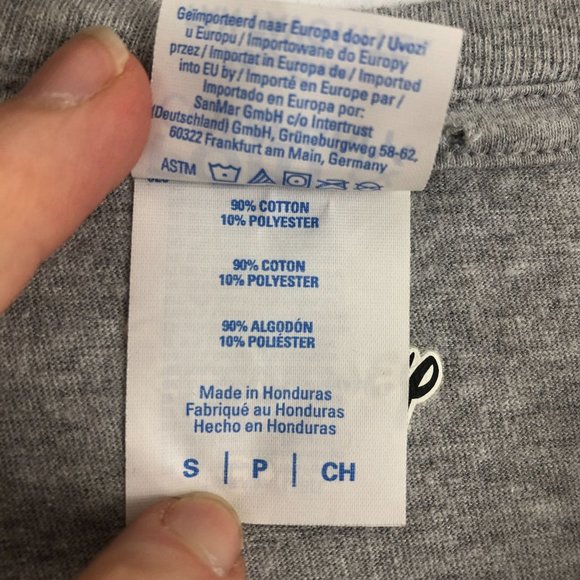 Geïmporteerd naar Europa door / Uvozi
u Europu / Importowane do Europy
przez / Importat in Europa de / Imported
into EU by / Importé en Europe par /
Importado en Europa por:
SanMar GmbH c/o Intertrust
(Deutschland) GmbH, Grüneburgweg 58-62,
60322 Frankfurt am Main, Germany
ASTM
90% COTTON
10% POLYESTER
90% COTON
10% POLYESTER
90% ALGODÓN
10% POLIÉSTER
Made in Honduras
Fabriqué au Honduras
Hecho en Honduras
S | P | CH